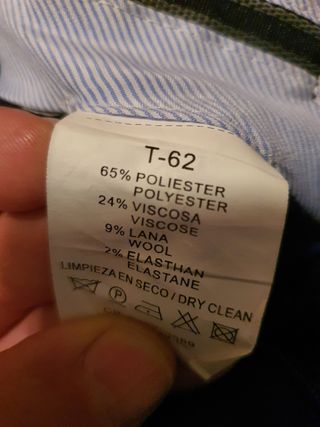 T-62
65% POLIESTER
POLYESTER
24% VISCOSA
VISCOSE
9% LANA
WOOL
2% ELASTHAN
ELASTANE
LIMPIEZA EN SECO / DRY CLEAN
P